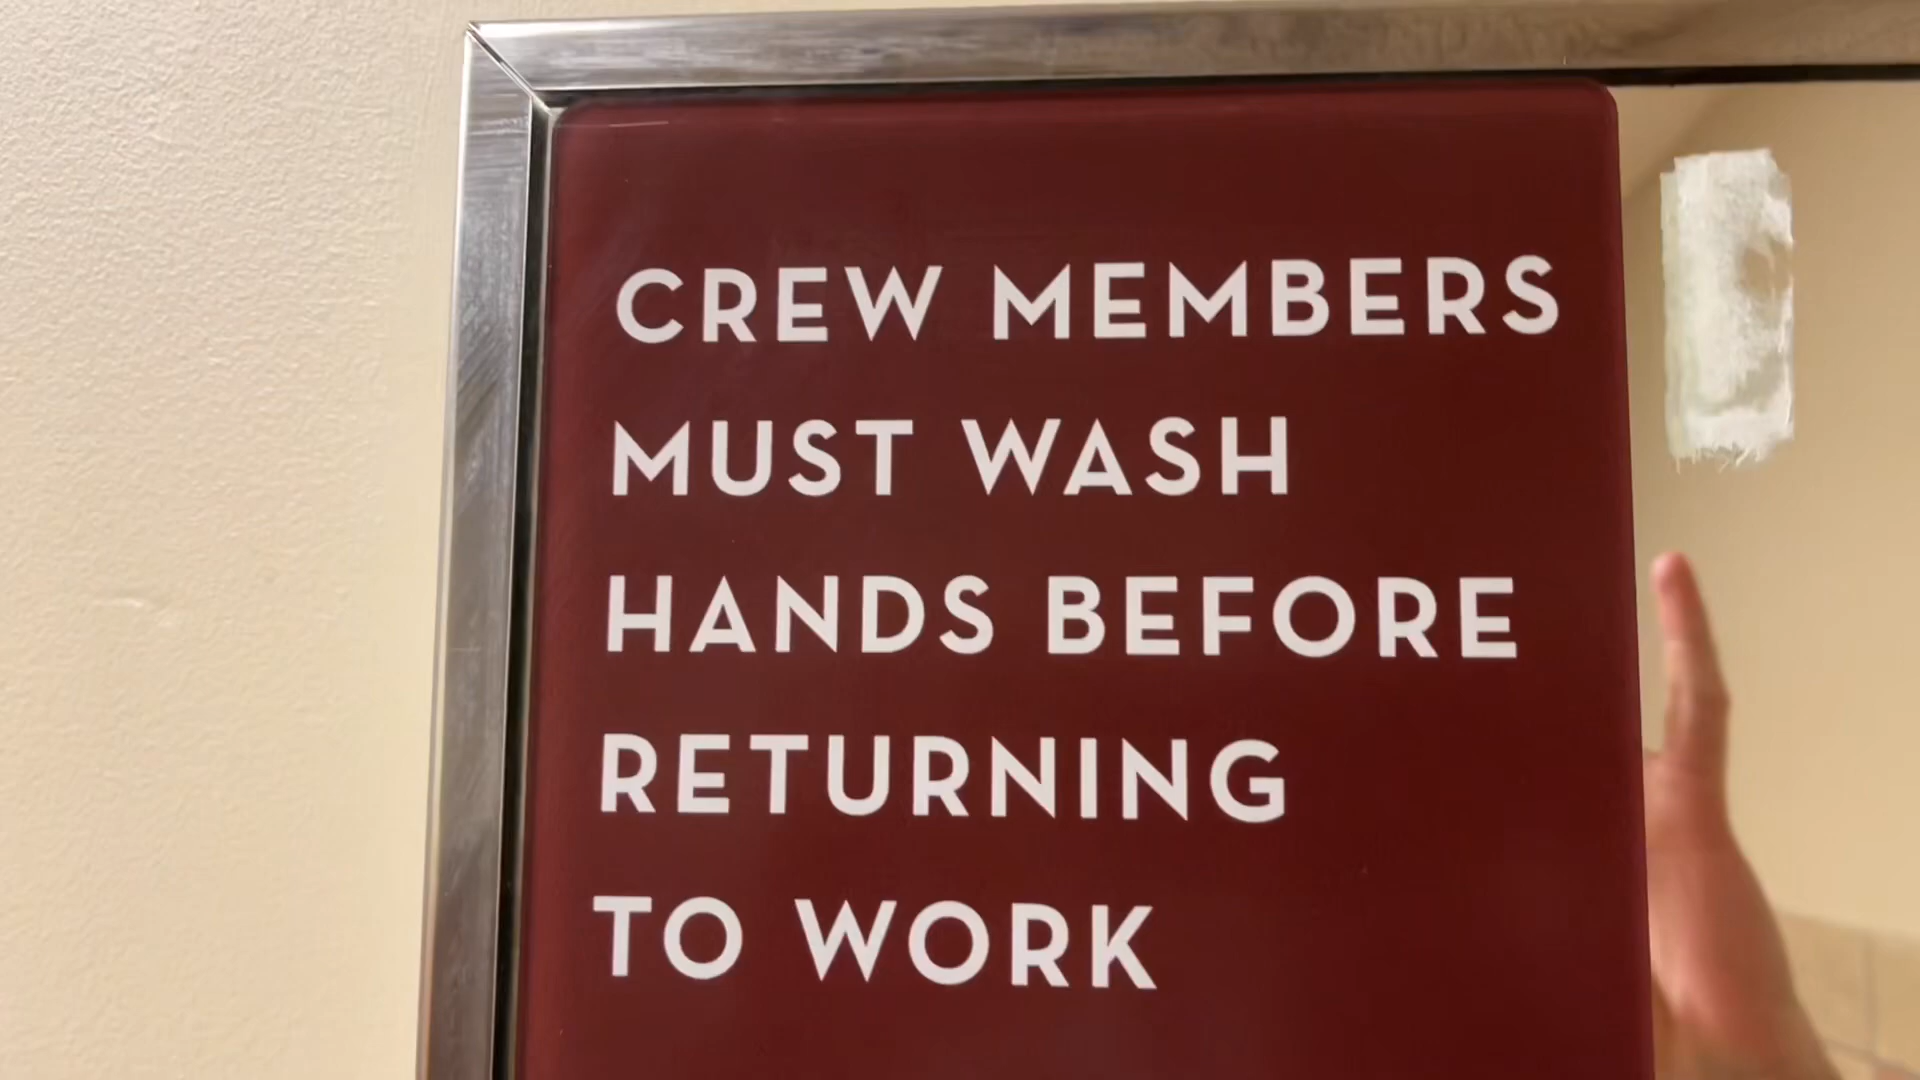 CREW MEMBERS
MUST WASH
HANDS BEFORE
RETURNING
TO WORK